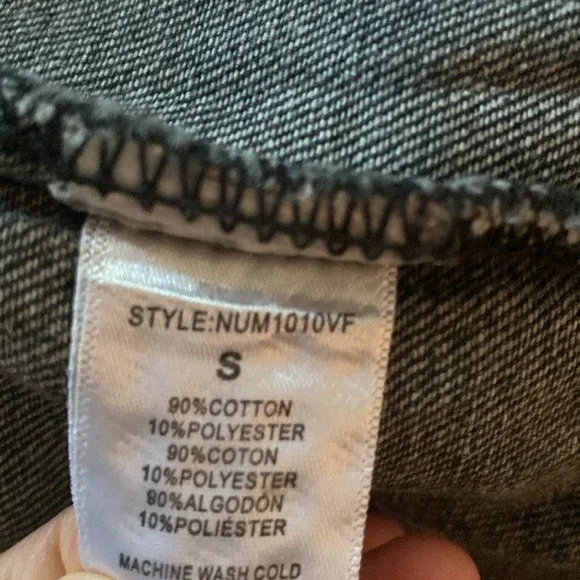 STYLE:NUM1010VF
S
90%COTTON
10%POLYESTER
90%COTON
10%POLYESTER
90%ALGODÓN
10%POLIÉSTER
MACHINE WASH COLD